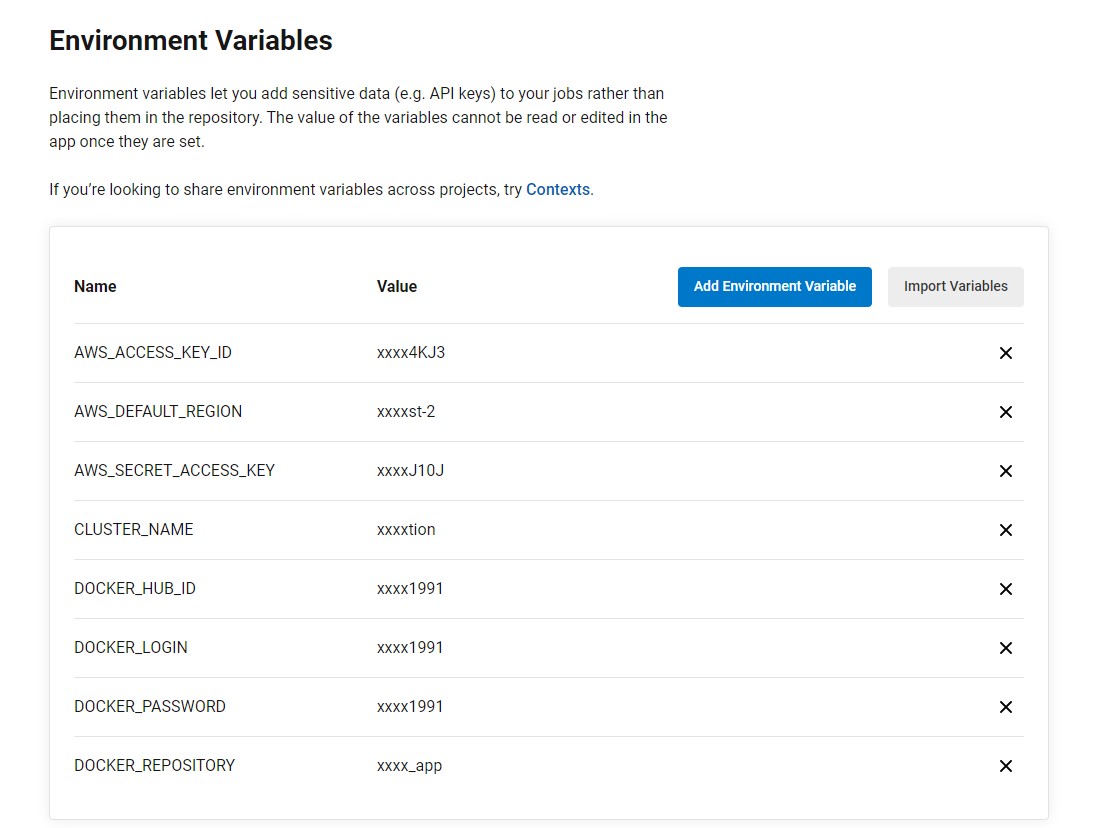 Environment Variables
Environment variables let you add sensitive data (e.g. API keys) to your jobs rather than
placing them in the repository. The value of the variables cannot be read or edited in the
app once they are set.
If you’re looking to share environment variables across projects, try Contexts.
Name Value Add Environment Variable Import Variables
AWS_ACCESS_KEY_ID xxxx4KJ3
AWS_DEFAULT_REGION xxxxst-2
AWS_SECRET_ACCESS_KEY xxxxJ10J
CLUSTER_NAME xxxxtion
DOCKER_HUB_ID xxxx1991
DOCKER_LOGIN xxxx1991
DOCKER_PASSWORD xxxx1991
DOCKER_REPOSITORY xxxx_app